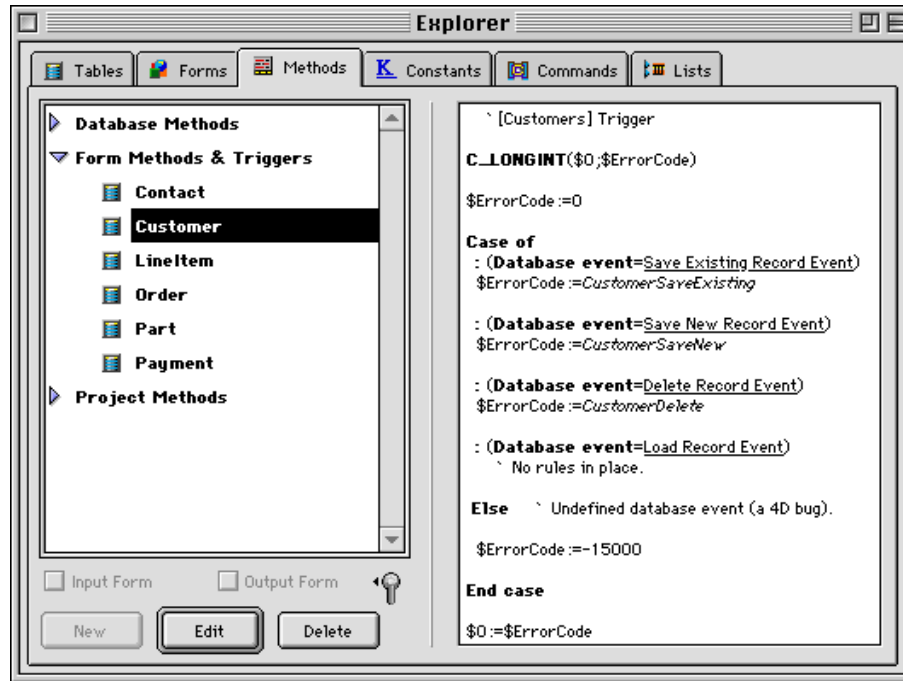 Explorer
Tables Forms Methods K Constants Commands Lists
Database Methods
Form Methods & Triggers
Contact
Customer
LineItem
Order
Part
Payment
Project Methods
Input Form Output Form
New Edit Delete
` [Customers] Trigger
C_LONGINT($0;$ErrorCode)
$ErrorCode:=0
Case of
: (Database event=Save Existing Record Event)
$ErrorCode:=CustomerSaveExisting
: (Database event=Save New Record Event)
$ErrorCode:=CustomerSaveNew
: (Database event=Delete Record Event)
$ErrorCode:=CustomerDelete
: (Database event=Load Record Event)
` No rules in place.
Else ` Undefined database event (a 4D bug).
$ErrorCode:=-15000
End case
$0:=$ErrorCode